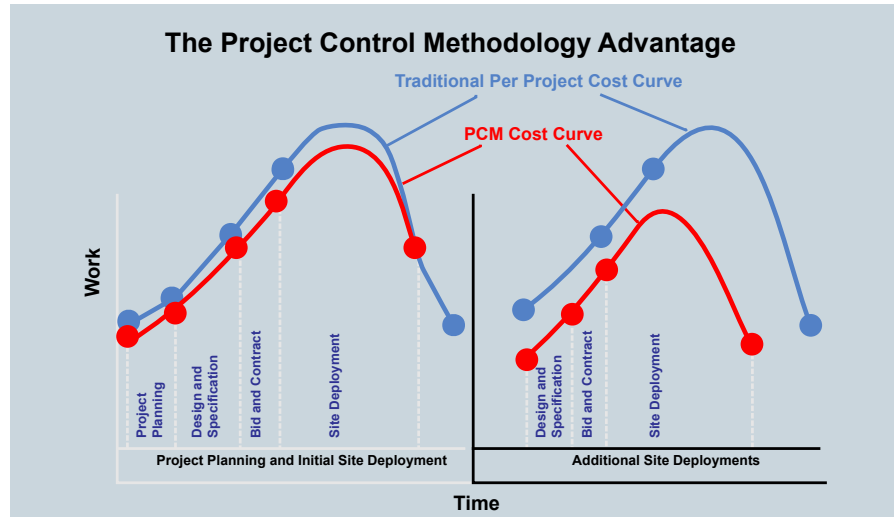 The Project Control Methodology Advantage
Traditional Per Project Cost Curve
PCM Cost Curve
Work
Project
Planning
Design and
Specification
Bid and Contract
Site Deployment
Design and
Specification
Bid and Contract
Site Deployment
Project Planning and Initial Site Deployment
Additional Site Deployments
Time